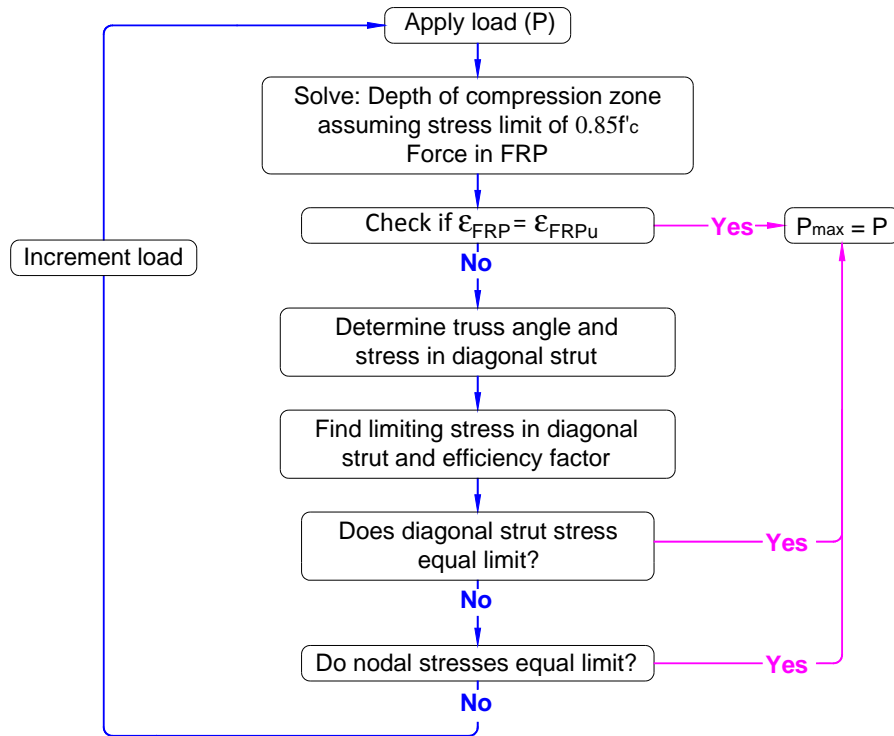 Apply load (P)
Solve: Depth of compression zone
assuming stress limit of 0.85f'c
Force in FRP
Check if ℇFRP = ℇFRPu
Yes
Pmax = P
Increment load
No
Determine truss angle and
stress in diagonal strut
Find limiting stress in diagonal
strut and efficiency factor
Does diagonal strut stress
equal limit?
Yes
No
Do nodal stresses equal limit?
Yes
No